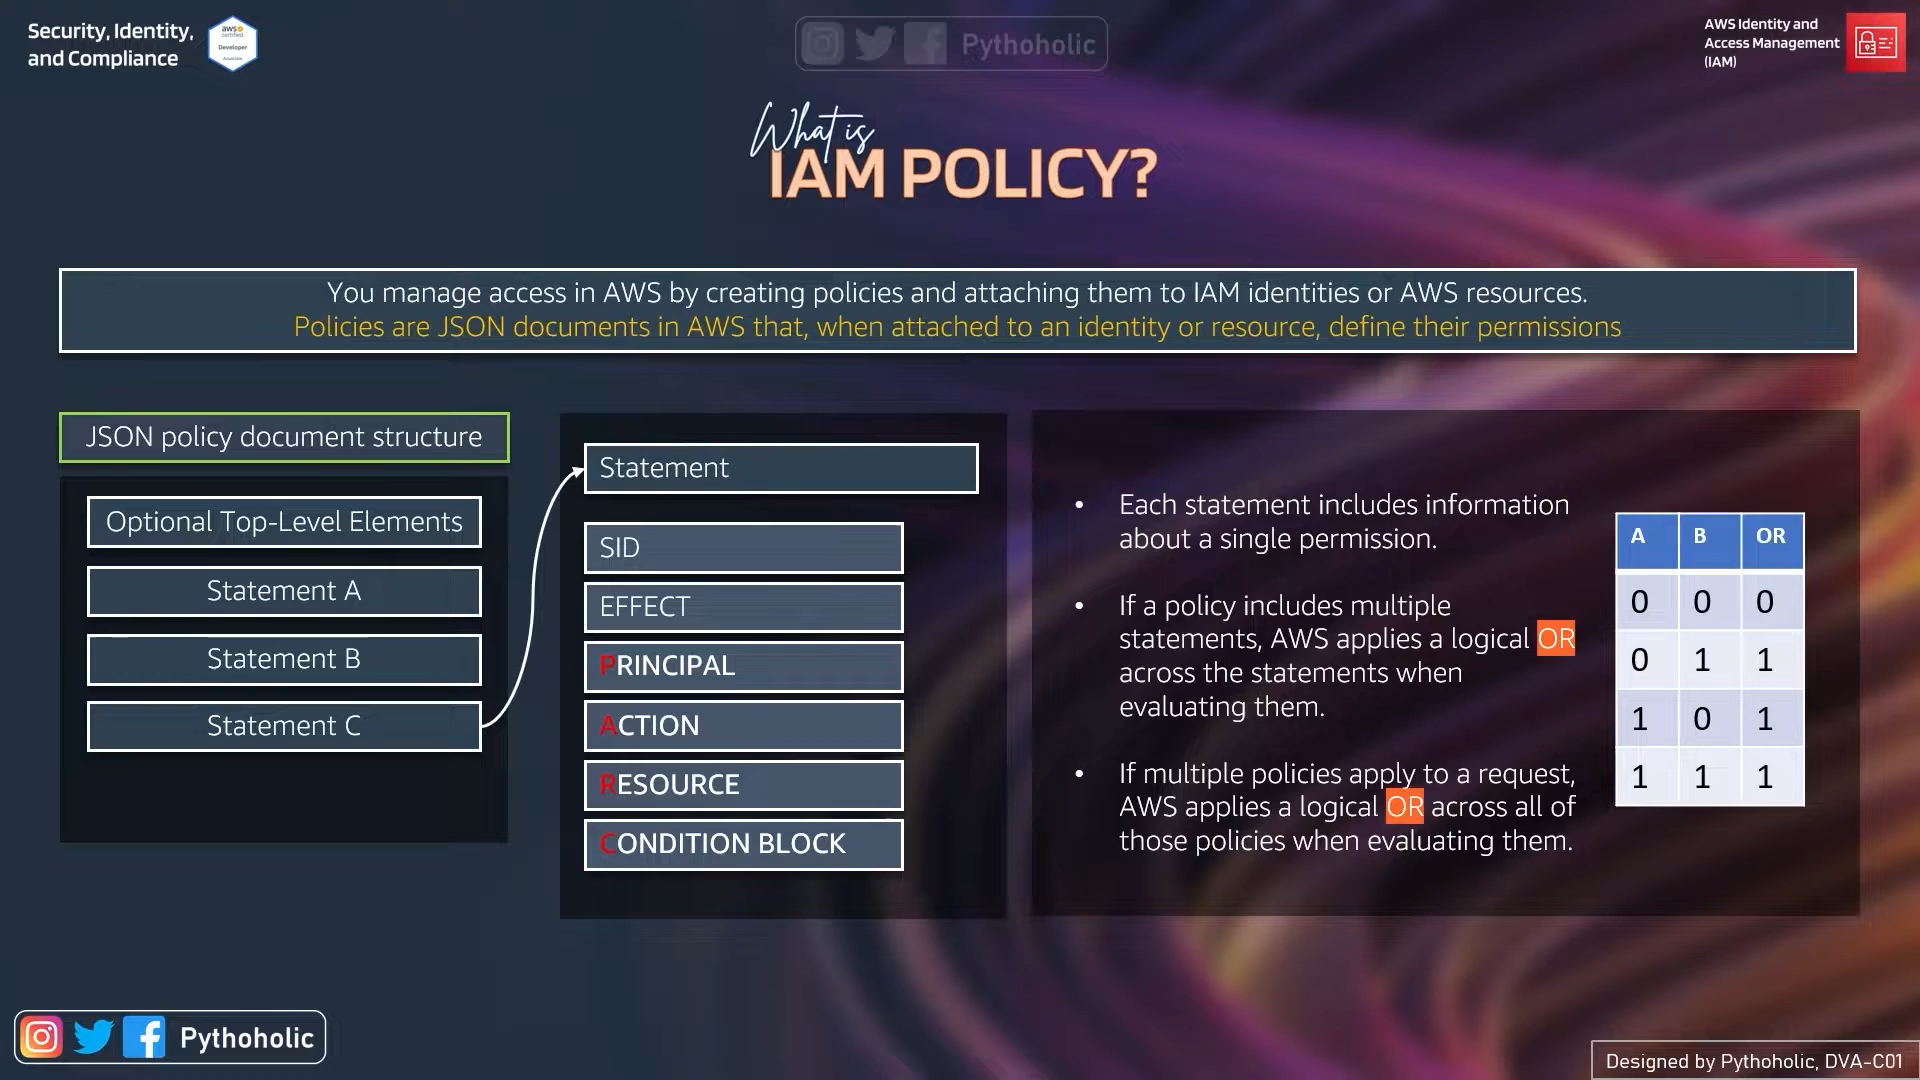 Security, Identity,
and Compliance
aws
certified
Developer
Associate
Pythoholic
AWS Identity and
Access Management
(IAM)
What is
IAM POLICY?
You manage access in AWS by creating policies and attaching them to IAM identities or AWS resources.
Policies are JSON documents in AWS that, when attached to an identity or resource, define their permissions
JSON policy document structure
Optional Top-Level Elements
Statement A
Statement B
Statement C
Statement
SID
EFFECT
PRINCIPAL
ACTION
RESOURCE
CONDITION BLOCK
• Each statement includes information
about a single permission.
• If a policy includes multiple
statements, AWS applies a logical OR
across the statements when
evaluating them.
• If multiple policies apply to a request,
AWS applies a logical OR across all of
those policies when evaluating them.
A B OR
0 0 0
0 1 1
1 0 1
1 1 1
Pythoholic
Designed by Pythoholic, DVA-C01